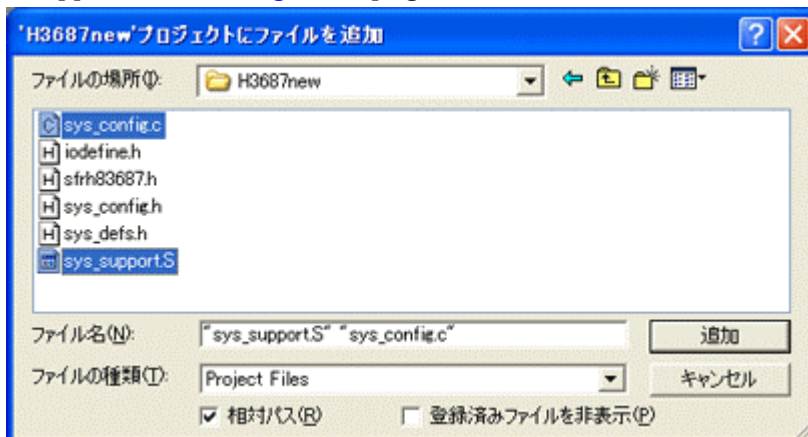 'H3687new'プロジェクトにファイルを追加
ファイルの場所(I): H3687new
sys_config.c
iodefine.h
sfrh83687.h
sys_config.h
sys_defs.h
sys_support.S
ファイル名(N): "sys_support.S" "sys_config.c" 追加
ファイルの種類(T): Project Files キャンセル
相対パス(R) 登録済みファイルを非表示(P)